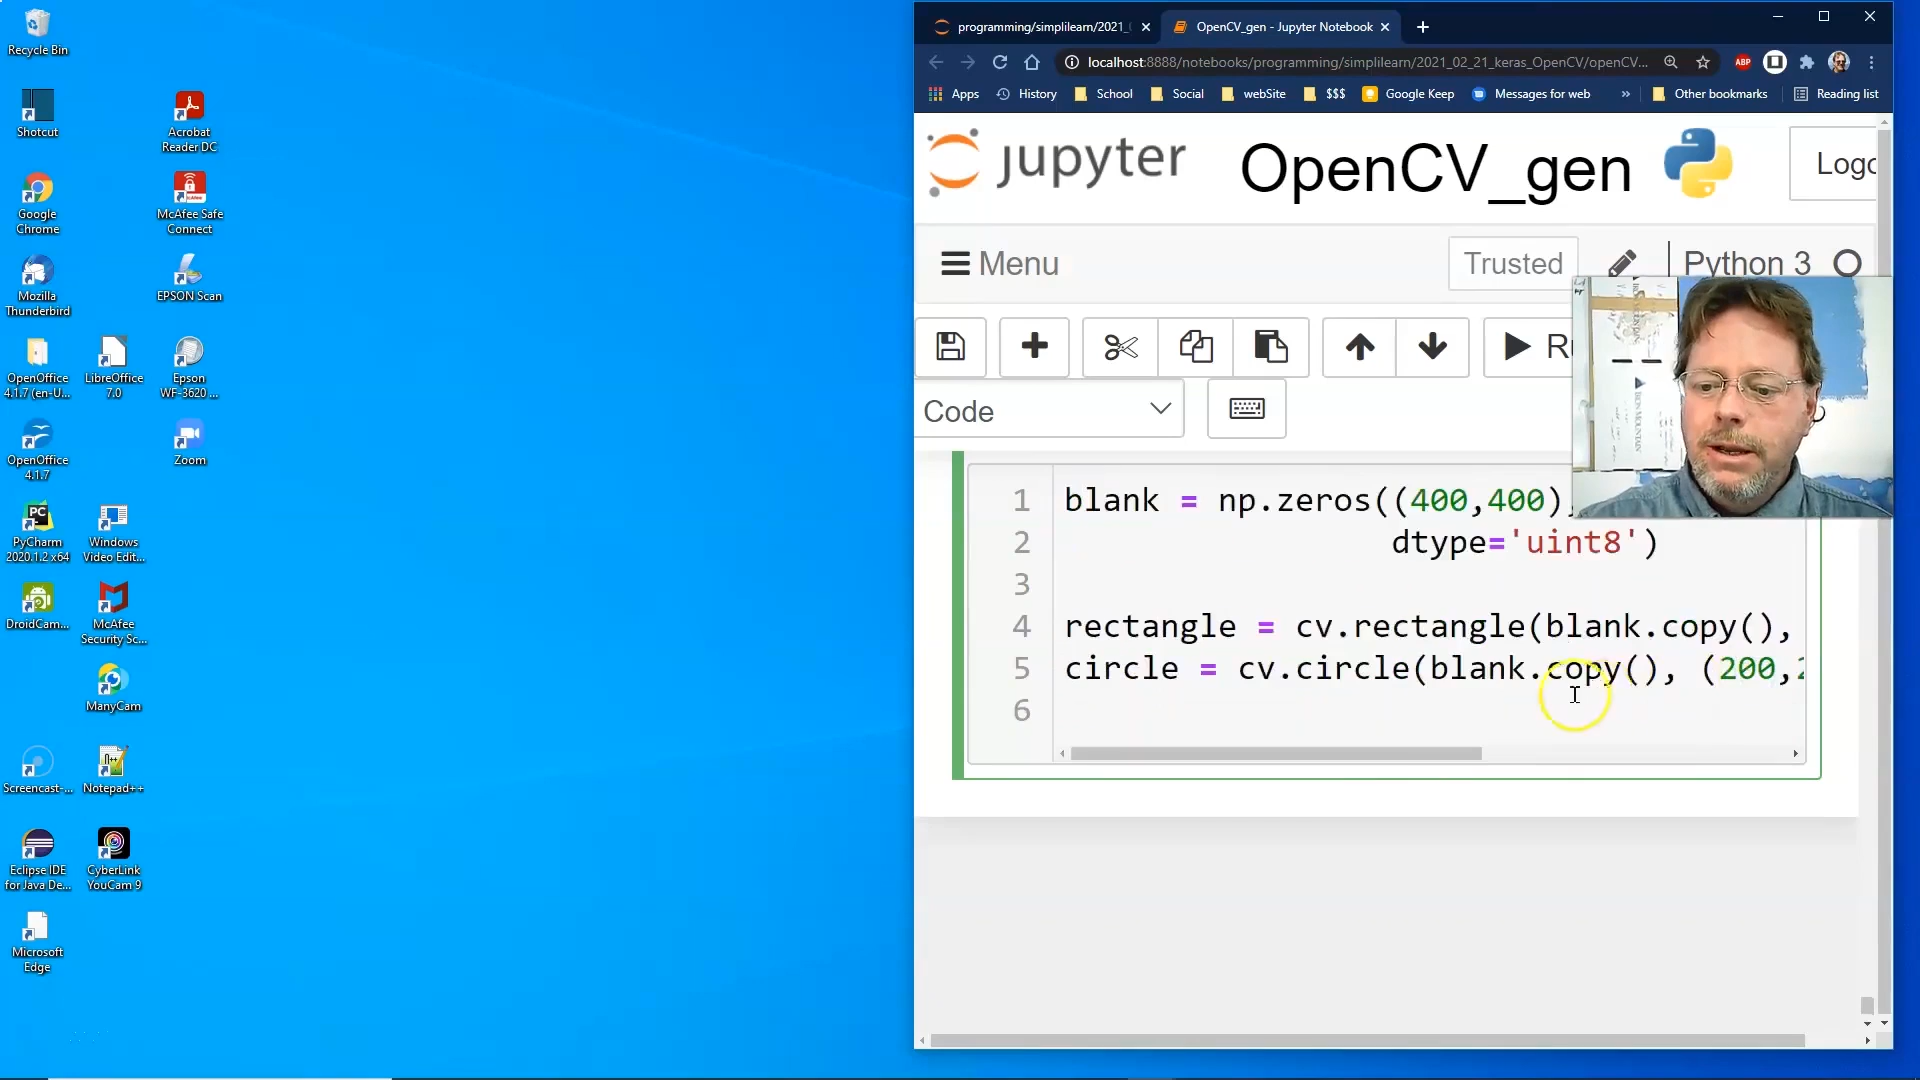 Recycle Bin
Shotcut
Acrobat
Reader DC
Google
Chrome
McAfee Safe
Connect
Mozilla
Thunderbird
EPSON Scan
OpenOffice
4.1.7 (en-U...
LibreOffice
7.0
Epson
WF-3620 ...
OpenOffice
4.1.7
Zoom
PyCharm
2020.1.2 x64
Windows
Video Edit...
DroidCam...
McAfee
Security Sc...
ManyCam
Screencast-...
Notepad++
Eclipse IDE
for Java De...
CyberLink
YouCam 9
Microsoft
Edge
programming/simplilearn/2021_
OpenCV_gen - Jupyter Notebook
localhost:8888/notebooks/programming/simplilearn/2021_02_21_keras_OpenCV/openCV...
ABP
Apps History School Social webSite $$$ Google Keep Messages for web » Other bookmarks Reading list
jupyter OpenCV_gen Logo
Menu Trusted Python 3
Code
1 blank = np.zeros((400,400)
2 dtype='uint8')
3
4 rectangle = cv.rectangle(blank.copy(),
5 circle = cv.circle(blank.copy(), (200,2
6